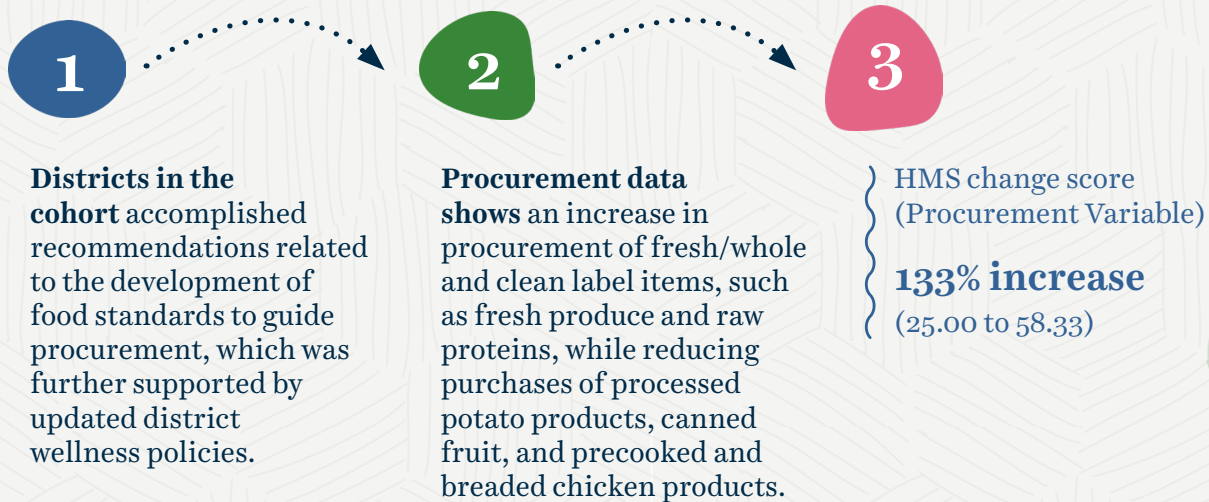 1
2
3
Districts in the
cohort accomplished
recommendations related
to the development of
food standards to guide
procurement, which was
further supported by
updated district
wellness policies.
Procurement data
shows an increase in
procurement of fresh/whole
and clean label items, such
as fresh produce and raw
proteins, while reducing
purchases of processed
potato products, canned
fruit, and precooked and
breaded chicken products.
HMS change score
(Procurement Variable)
133% increase
(25.00 to 58.33)